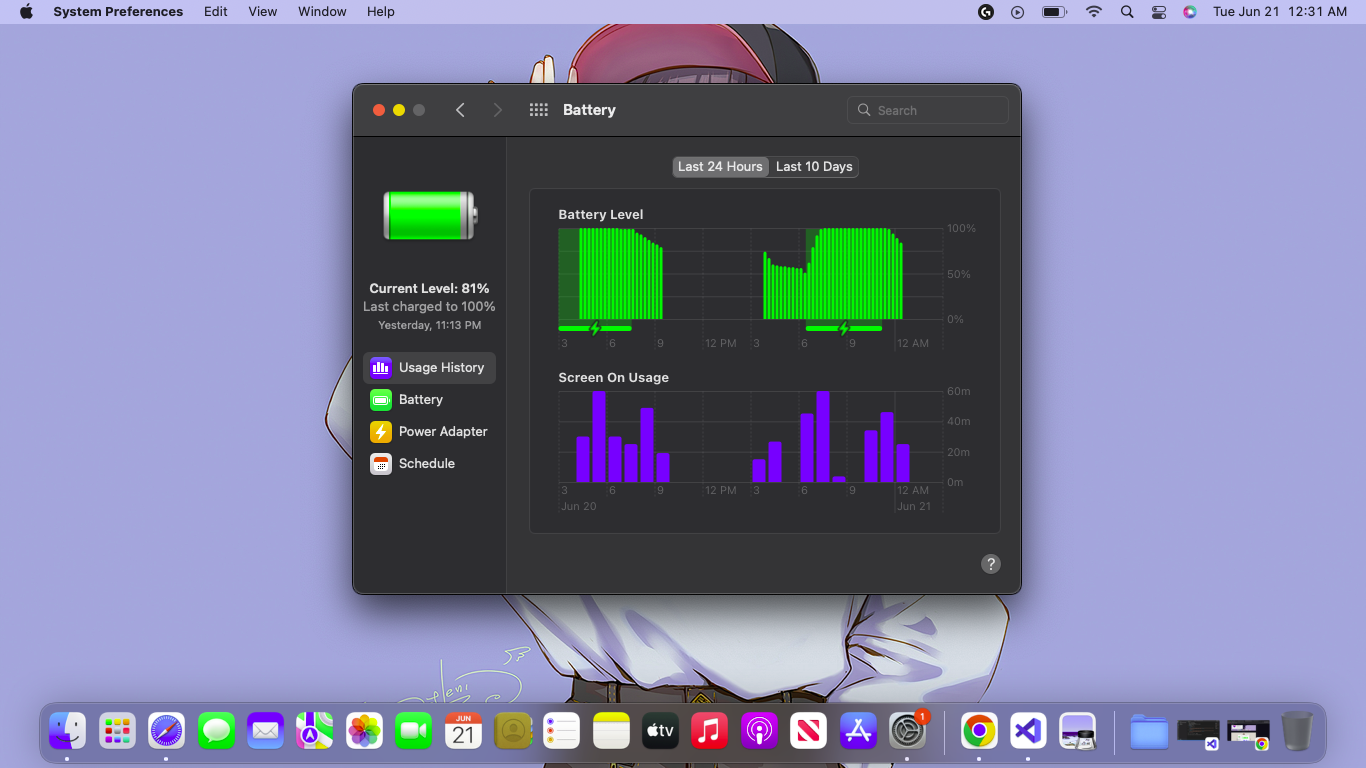 System Preferences Edit View Window Help
Tue Jun 21 12:31 AM
Battery
Search
Last 24 Hours Last 10 Days
Current Level: 81%
Last charged to 100%
Yesterday, 11:13 PM
Usage History
Battery
Power Adapter
Schedule
Battery Level
100%
50%
0%
3 6 9 12 PM 3 6 9 12 AM
Screen On Usage
60m
40m
20m
0m
3 6 9 12 PM 3 6 9 12 AM
Jun 20 Jun 21
?
JUN
21
tv
1